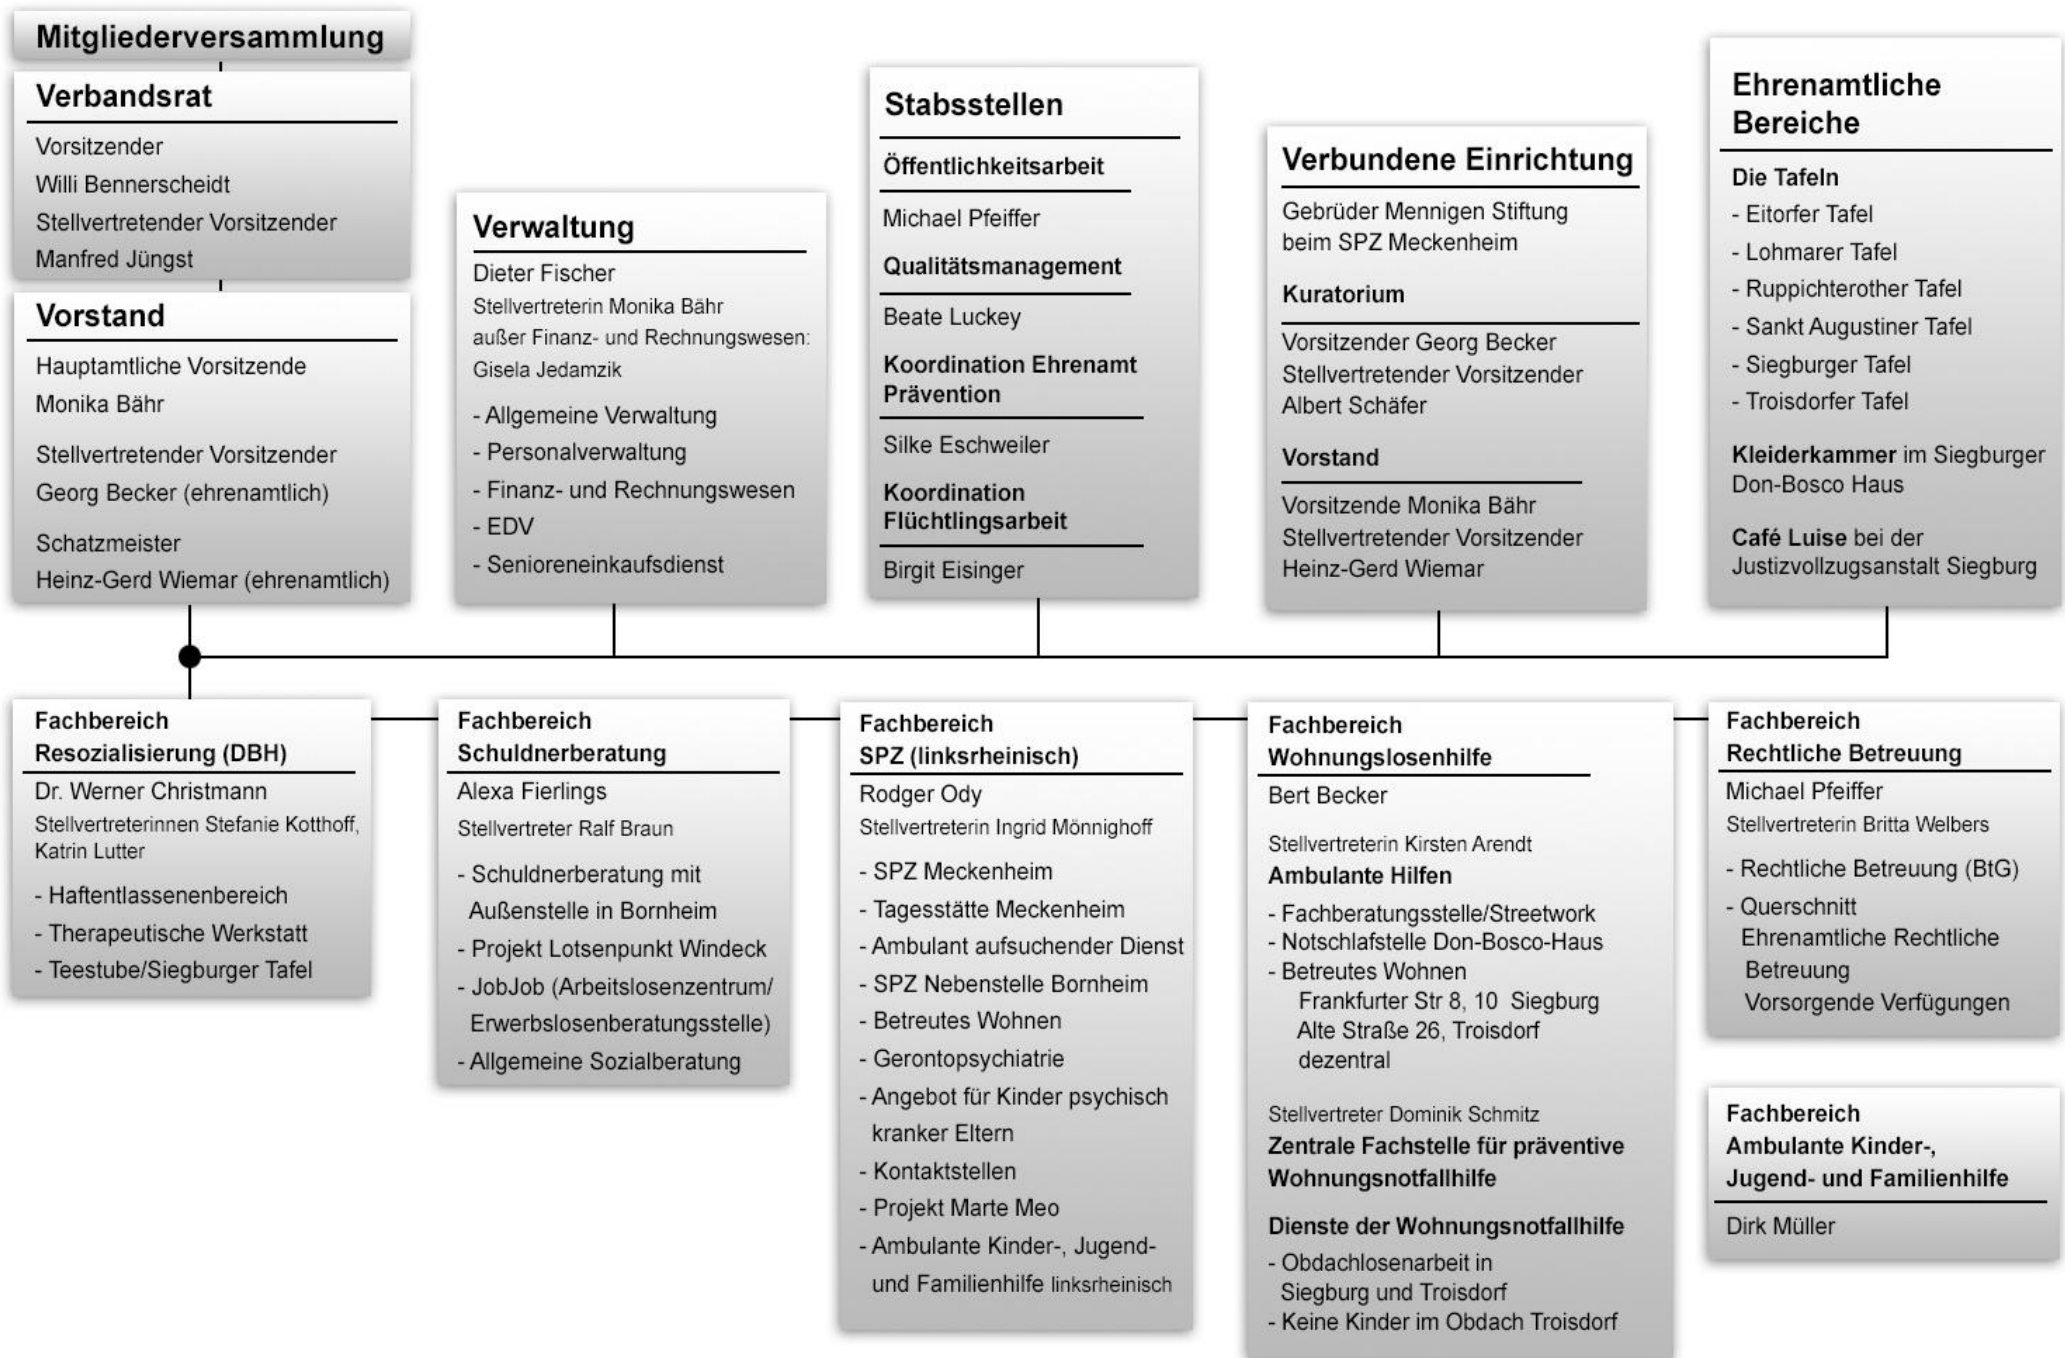 Mitgliederversammlung
Verbandsrat
Vorsitzender
Willi Bennerscheidt
Stellvertretender Vorsitzender
Manfred Jüngst
Vorstand
Hauptamtliche Vorsitzende
Monika Bähr
Stellvertretender Vorsitzender
Georg Becker (ehrenamtlich)
Schatzmeister
Heinz-Gerd Wiemar (ehrenamtlich)
Verwaltung
Dieter Fischer
Stellvertreterin Monika Bähr
außer Finanz- und Rechnungswesen:
Gisela Jedamzik
- Allgemeine Verwaltung
- Personalverwaltung
- Finanz- und Rechnungswesen
- EDV
- Senioreneinkaufsdienst
Stabsstellen
Öffentlichkeitsarbeit
Michael Pfeiffer
Qualitätsmanagement
Beate Luckey
Koordination Ehrenamt
Prävention
Silke Eschweiler
Koordination
Flüchtlingsarbeit
Birgit Eisinger
Verbundene Einrichtung
Gebrüder Mennigen Stiftung
beim SPZ Meckenheim
Kuratorium
Vorsitzender Georg Becker
Stellvertretender Vorsitzender
Albert Schäfer
Vorstand
Vorsitzende Monika Bähr
Stellvertretender Vorsitzender
Heinz-Gerd Wiemar
Ehrenamtliche
Bereiche
Die Tafeln
- Eitorfer Tafel
- Lohmarer Tafel
- Ruppichterother Tafel
- Sankt Augustiner Tafel
- Siegburger Tafel
- Troisdorfer Tafel
Kleiderkammer im Siegburger
Don-Bosco Haus
Café Luise bei der
Justizvollzugsanstalt Siegburg
Fachbereich
Resozialisierung (DBH)
Dr. Werner Christmann
Stellvertreterinnen Stefanie Kotthoff,
Katrin Lutter
- Haftentlassenenbereich
- Therapeutische Werkstatt
- Teestube/Siegburger Tafel
Fachbereich
Schuldnerberatung
Alexa Fierlings
Stellvertreter Ralf Braun
- Schuldnerberatung mit
Außenstelle in Bornheim
- Projekt Lotsenpunkt Windeck
- JobJob (Arbeitslosenzentrum/
Erwerbslosenberatungsstelle)
- Allgemeine Sozialberatung
Fachbereich
SPZ (linksrheinisch)
Rodger Ody
Stellvertreterin Ingrid Mönnighoff
- SPZ Meckenheim
- Tagesstätte Meckenheim
- Ambulant aufsuchender Dienst
- SPZ Nebenstelle Bornheim
- Betreutes Wohnen
- Gerontopsychiatrie
- Angebot für Kinder psychisch
kranker Eltern
- Kontaktstellen
- Projekt Marte Meo
- Ambulante Kinder-, Jugend-
und Familienhilfe linksrheinisch
Fachbereich
Wohnungslosenhilfe
Bert Becker
Stellvertreterin Kirsten Arendt
Ambulante Hilfen
- Fachberatungsstelle/Streetwork
- Notschlafstelle Don-Bosco-Haus
- Betreutes Wohnen
Frankfurter Str 8, 10 Siegburg
Alte Straße 26, Troisdorf
dezentral
Stellvertreter Dominik Schmitz
Zentrale Fachstelle für präventive
Wohnungsnotfallhilfe
Dienste der Wohnungsnotfallhilfe
- Obdachlosenarbeit in
Siegburg und Troisdorf
- Keine Kinder im Obdach Troisdorf
Fachbereich
Rechtliche Betreuung
Michael Pfeiffer
Stellvertreterin Britta Welbers
- Rechtliche Betreuung (BtG)
- Querschnitt
Ehrenamtliche Rechtliche
Betreuung
Vorsorgende Verfügungen
Fachbereich
Ambulante Kinder-,
Jugend- und Familienhilfe
Dirk Müller